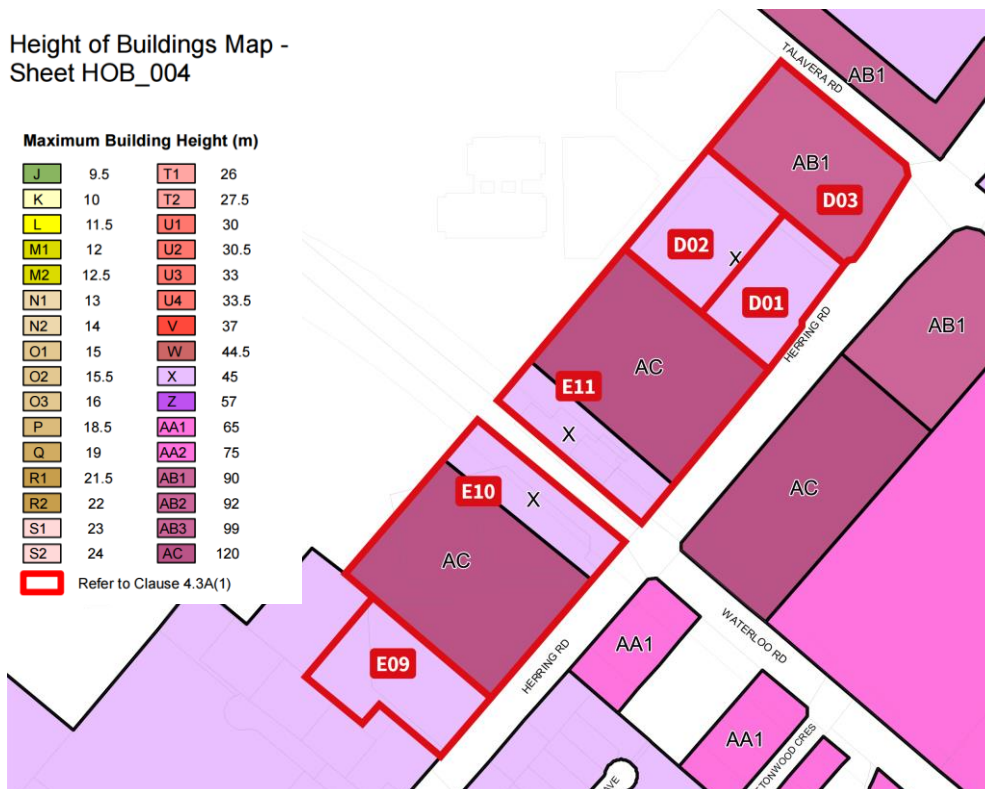 Height of Buildings Map -
Sheet HOB_004
Maximum Building Height (m)
J 9.5 T1 26
K 10 T2 27.5
L 11.5 U1 30
M1 12 U2 30.5
M2 12.5 U3 33
N1 13 U4 33.5
N2 14 V 37
O1 15 W 44.5
O2 15.5 X 45
O3 16 Z 57
P 18.5 AA1 65
Q 19 AA2 75
R1 21.5 AB1 90
R2 22 AB2 92
S1 23 AB3 99
S2 24 AC 120
Refer to Clause 4.3A(1)
TALAVERA RD
AB1
AB1
D03
D02
X
D01
HERRING RD
AB1
AC
E11
X
AC
E10
X
AC
E09
HERRING RD
WATERLOO RD
AA1
AA1
TONWOOD CRES
AVE